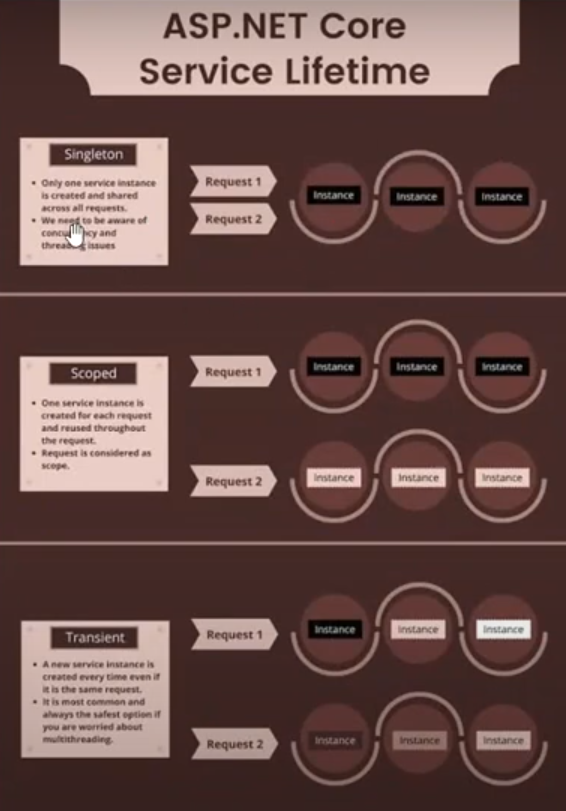 ASP.NET Core
Service Lifetime
Singleton
• Only one service instance
is created and shared
across all requests.
• We need to be aware of
concurrency and
threading issues
Request 1
Request 2
Instance
Instance
Instance
Scoped
• One service instance is
created for each request
and reused throughout
the request.
• Request is considered as
scope.
Request 1
Instance
Instance
Instance
Request 2
Instance
Instance
Instance
Transient
• A new service instance is
created every time even if
it is the same request.
• It is most common and
always the safest option if
you are worried about
multithreading.
Request 1
Instance
Instance
Instance
Request 2
Instance
Instance
Instance